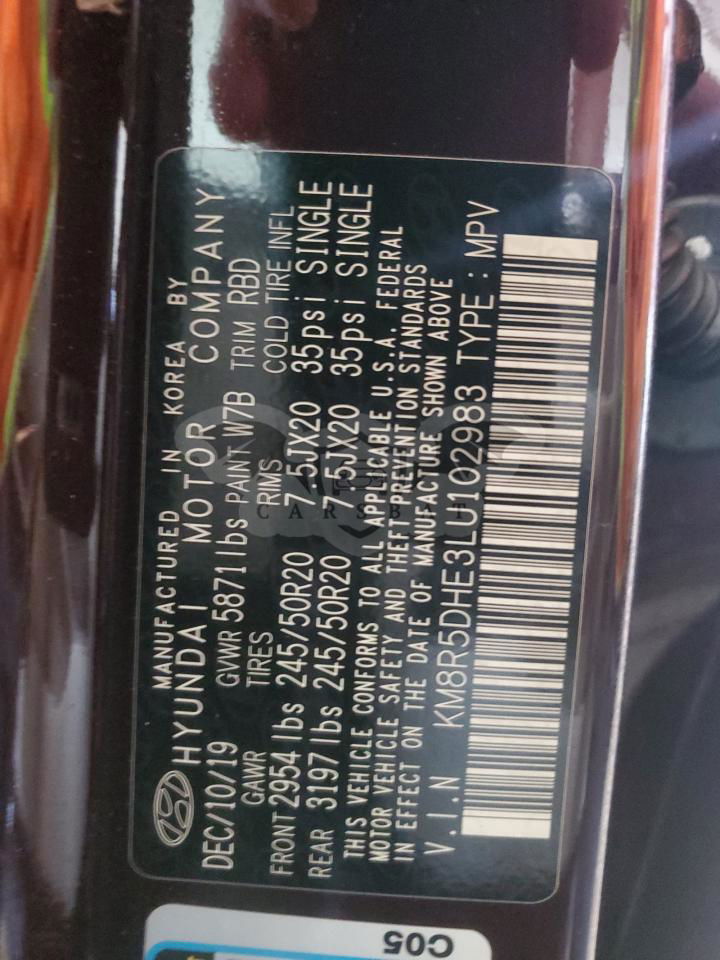 MANUFACTURED IN KOREA BY
HYUNDAI MOTOR COMPANY
DEC/10/19 GVWR 5871lbs PAINT W7B TRIM RBD
GAWR TIRES RIMS COLD TIRE INFL
FRONT 2954 lbs 245/50R20 7.5JX20 35psi SINGLE
REAR 3197 lbs 245/50R20 7.5JX20 35psi SINGLE
THIS VEHICLE CONFORMS TO ALL APPLICABLE U.S.A. FEDERAL
MOTOR VEHICLE SAFETY AND THEFT PREVENTION STANDARDS
IN EFFECT ON THE DATE OF MANUFACTURE SHOWN ABOVE
V.I.N KM8R5DHE3LU102983 TYPE : MPV
C05